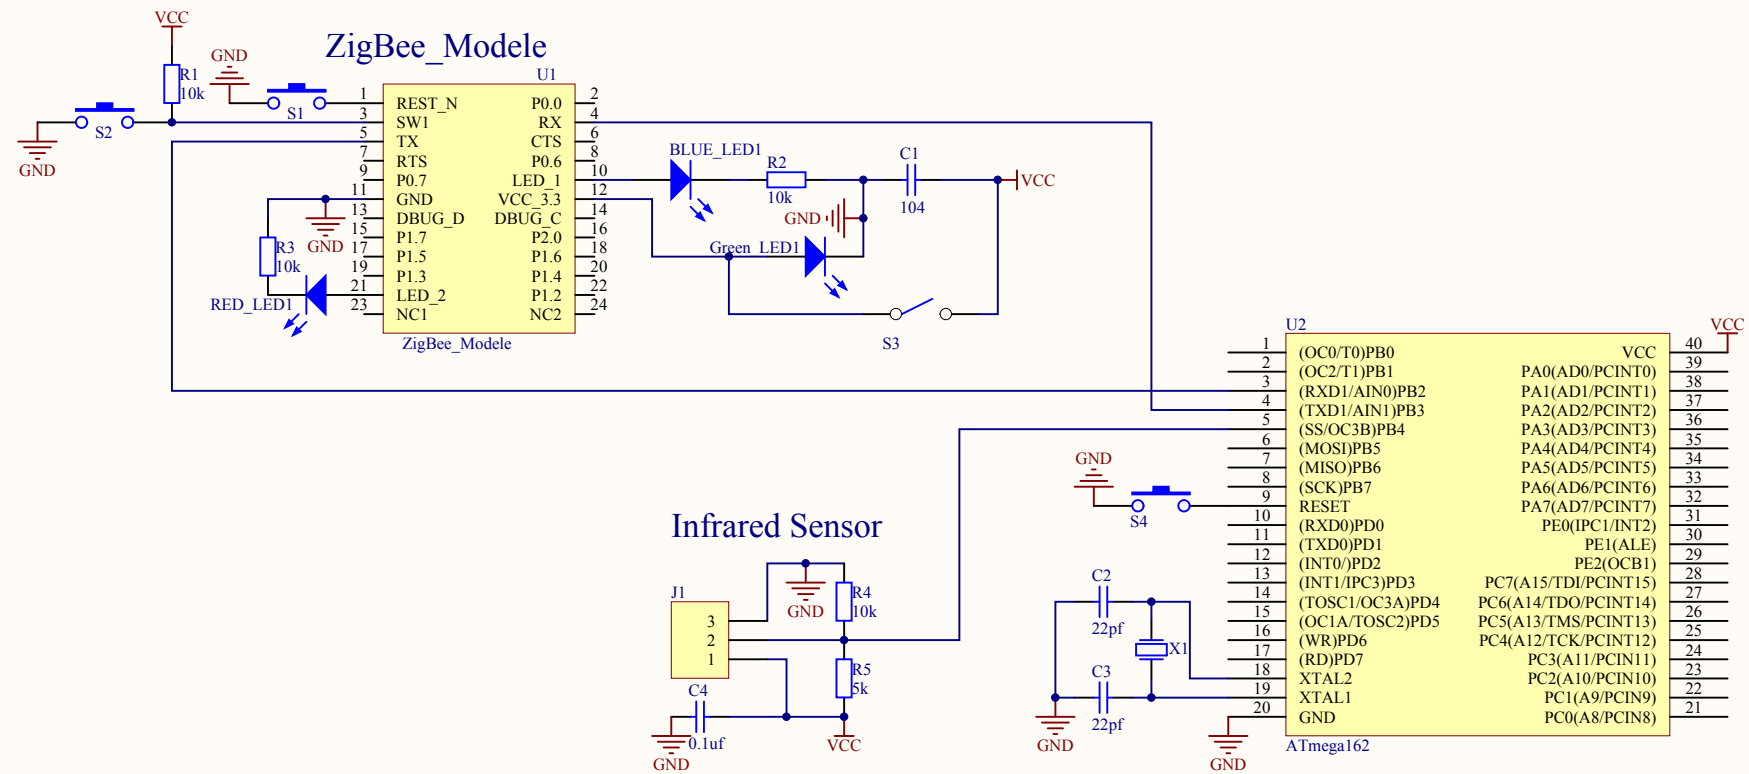 VCC
R1
10k
GND
S1
S2
GND
ZigBee_Modele
U1
1 REST_N P0.0 2
3 SW1 RX 4
5 TX CTS 6
7 RTS P0.6 8
9 P0.7 LED_1 10
11 GND VCC_3.3 12
13 DBUG_D DBUG_C 14
15 P1.7 P2.0 16
17 P1.5 P1.6 18
19 P1.3 P1.4 20
21 LED_2 P1.2 22
23 NC1 NC2 24
ZigBee_Modele
GND
R3
10k
RED_LED1
BLUE_LED1
R2
10k
C1
104
VCC
GND
Green_LED1
S3
U2
VCC
1 (OC0/T0)PB0 VCC 40
2 (OC2/T1)PB1 PA0(AD0/PCINT0) 39
3 (RXD1/AIN0)PB2 PA1(AD1/PCINT1) 38
4 (TXD1/AIN1)PB3 PA2(AD2/PCINT2) 37
5 (SS/OC3B)PB4 PA3(AD3/PCINT3) 36
6 (MOSI)PB5 PA4(AD4/PCINT4) 35
7 (MISO)PB6 PA5(AD5/PCINT5) 34
8 (SCK)PB7 PA6(AD6/PCINT6) 33
9 RESET PA7(AD7/PCINT7) 32
10 (RXD0)PD0 PE0(IPC1/INT2) 31
11 (TXD0)PD1 PE1(ALE) 30
12 (INT0/)PD2 PE2(OCB1) 29
13 (INT1/IPC3)PD3 PC7(A15/TDI/PCINT15) 28
14 (TOSC1/OC3A)PD4 PC6(A14/TDO/PCINT14) 27
15 (OC1A/TOSC2)PD5 PC5(A13/TMS/PCINT13) 26
16 (WR)PD6 PC4(A12/TCK/PCINT12) 25
17 (RD)PD7 PC3(A11/PCIN11) 24
18 XTAL2 PC2(A10/PCIN10) 23
19 XTAL1 PC1(A9/PCIN9) 22
20 GND PC0(A8/PCIN8) 21
ATmega162
GND
GND
S4
C2
22pf
X1
C3
22pf
GND
Infrared Sensor
J1
3
2
1
GND
R4
10k
R5
5k
C4
0.1uf
GND
VCC